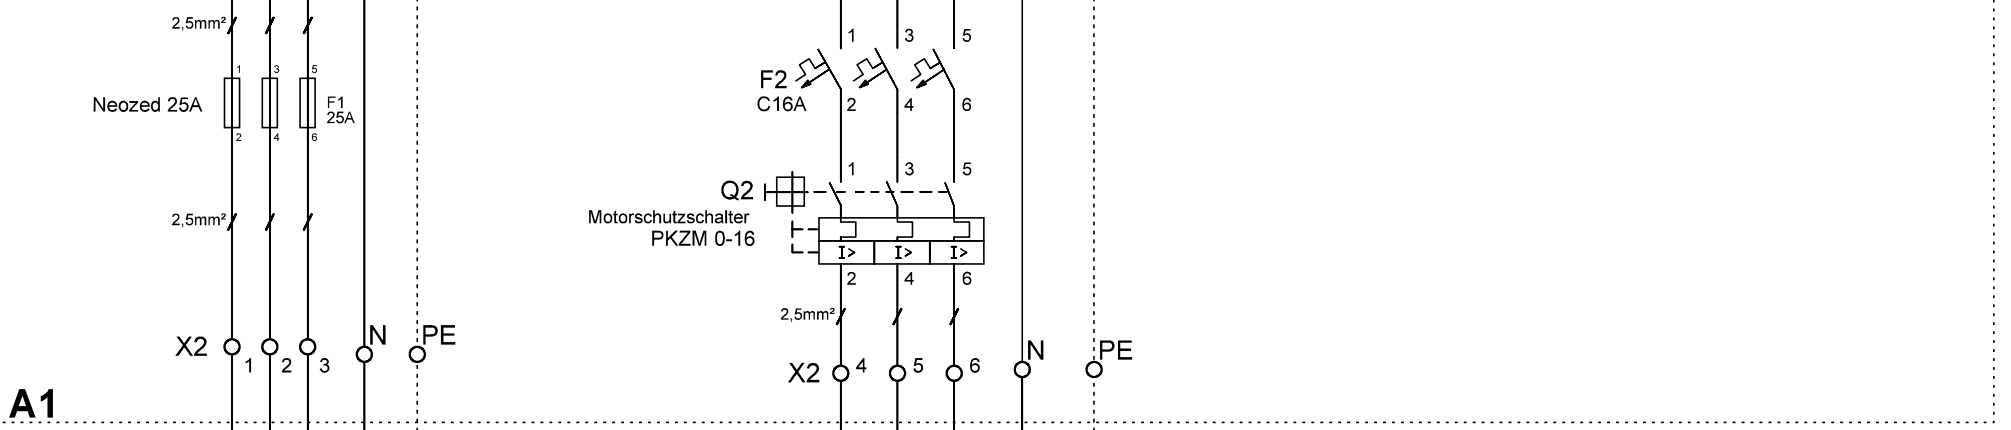 2,5mm²
1 3 5
Neozed 25A
F1
25A
2 4 6
2,5mm²
X2
1 2 3
N
PE
1 3 5
F2
C16A
2 4 6
1 3 5
Q2
Motorschutzschalter
PKZM 0-16
I> I> I>
2 4 6
2,5mm²
X2
4 5 6
N
PE
A1